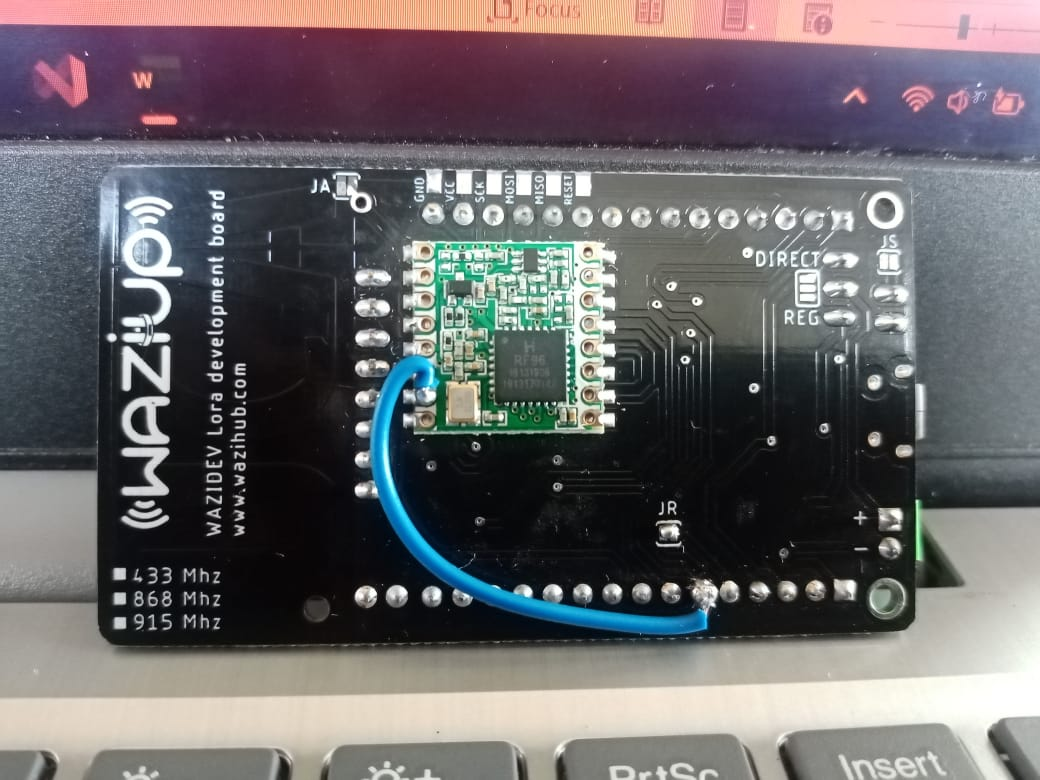 Focus
W
JA
GND
VCC
SCK
MOSI
MISO
RESET
JS
DIRECT
REG
waziup
WAZIDEV Lora development board
www.wazihub.com
H
RF96
JR
+
-
433 Mhz
868 Mhz
915 Mhz
PrtSc
Insert